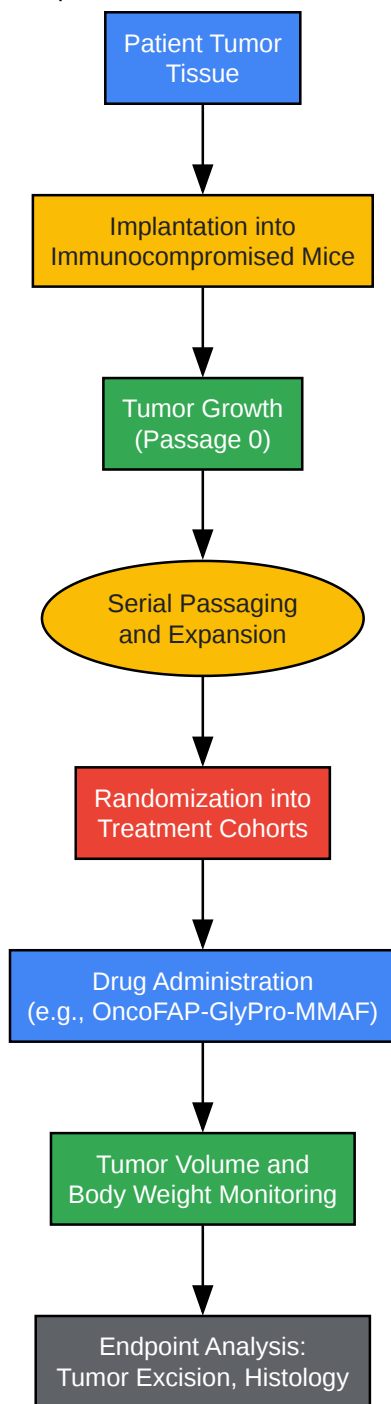 Patient Tumor
Tissue
Implantation into
Immunocompromised Mice
Tumor Growth
(Passage 0)
Serial Passaging
and Expansion
Randomization into
Treatment Cohorts
Drug Administration
(e.g., OncoFAP-GlyPro-MMAF)
Tumor Volume and
Body Weight Monitoring
Endpoint Analysis:
Tumor Excision, Histology